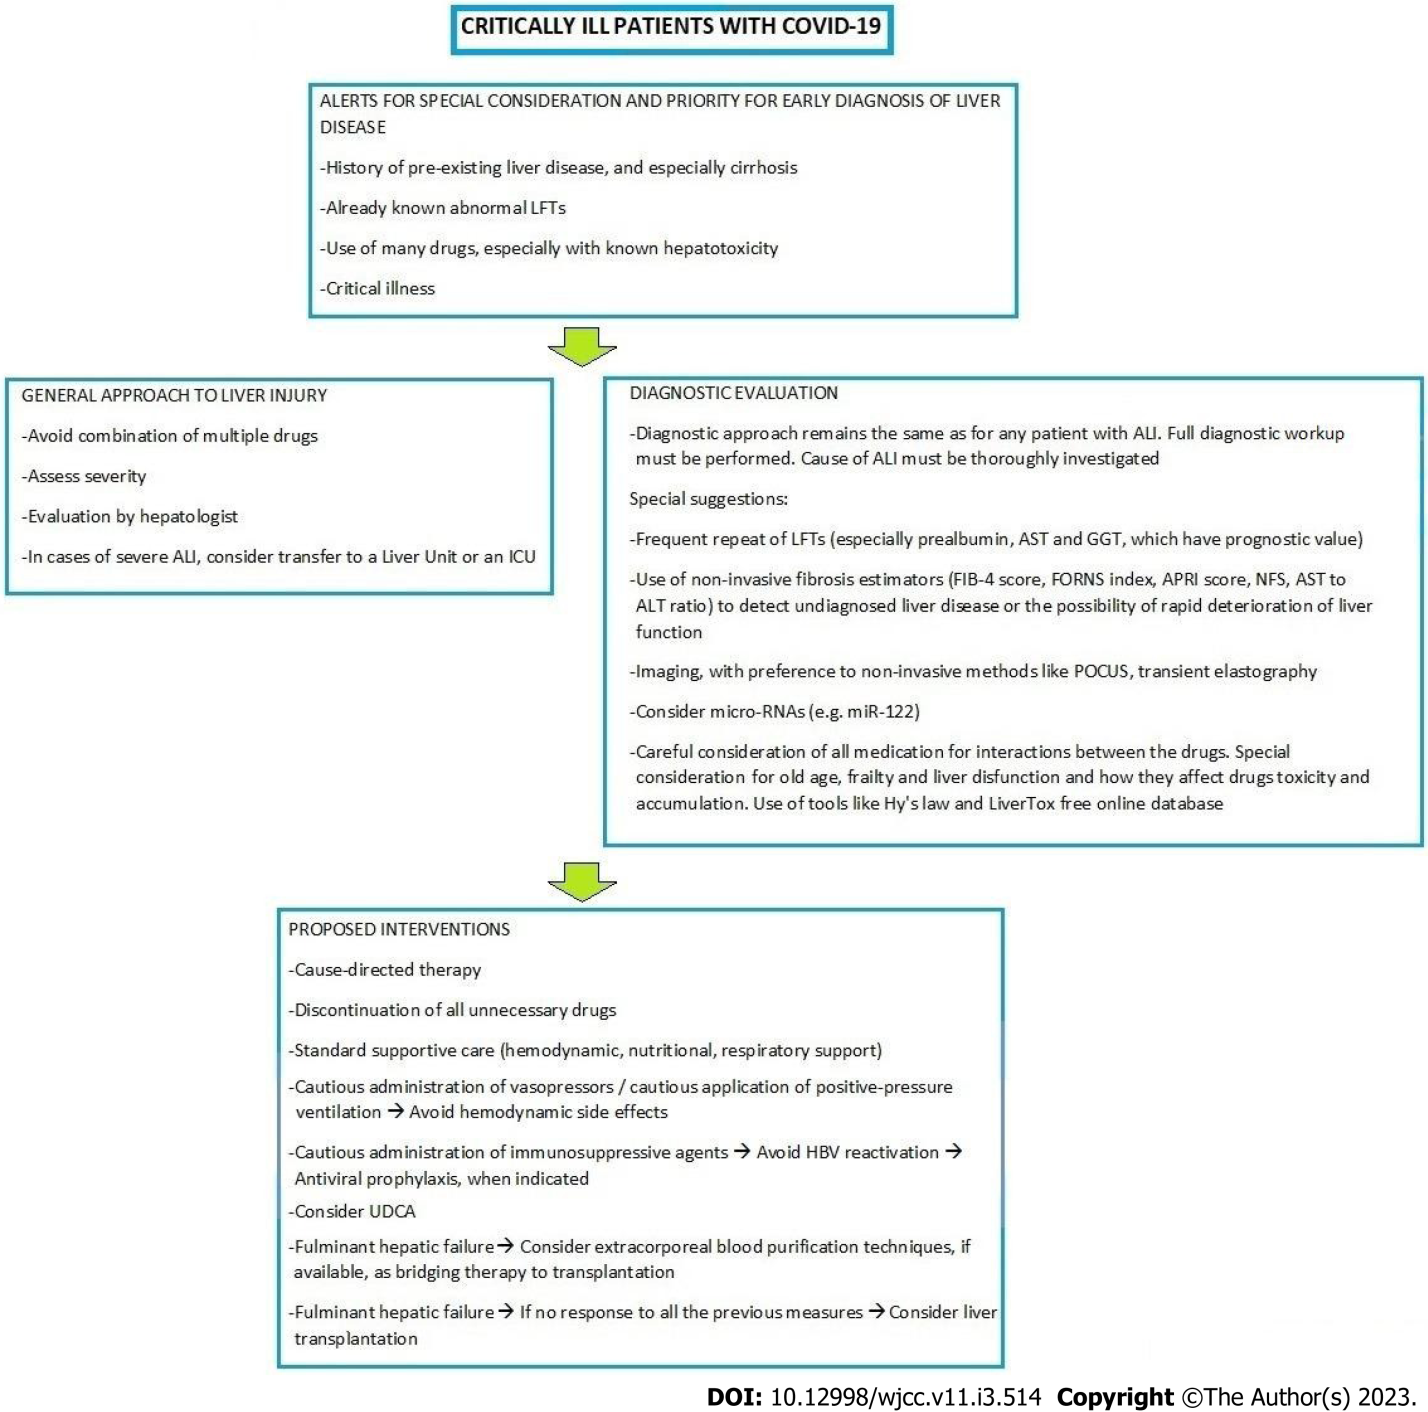 CRITICALLY ILL PATIENTS WITH COVID-19
ALERTS FOR SPECIAL CONSIDERATION AND PRIORITY FOR EARLY DIAGNOSIS OF LIVER
DISEASE
-History of pre-existing liver disease, and especially cirrhosis
-Already known abnormal LFTs
-Use of many drugs, especially with known hepatotoxicity
-Critical illness
GENERAL APPROACH TO LIVER INJURY
-Avoid combination of multiple drugs
-Assess severity
-Evaluation by hepatologist
-In cases of severe ALI, consider transfer to a Liver Unit or an ICU
DIAGNOSTIC EVALUATION
-Diagnostic approach remains the same as for any patient with ALI. Full diagnostic workup
must be performed. Cause of ALI must be thoroughly investigated
Special suggestions:
-Frequent repeat of LFTs (especially prealbumin, AST and GGT, which have prognostic value)
-Use of non-invasive fibrosis estimators (FIB-4 score, FORNS index, APRI score, NFS, AST to
ALT ratio) to detect undiagnosed liver disease or the possibility of rapid deterioration of liver
function
-Imaging, with preference to non-invasive methods like POCUS, transient elastography
-Consider micro-RNAs (e.g. miR-122)
-Careful consideration of all medication for interactions between the drugs. Special
consideration for old age, frailty and liver disfunction and how they affect drugs toxicity and
accumulation. Use of tools like Hy's law and LiverTox free online database
PROPOSED INTERVENTIONS
-Cause-directed therapy
-Discontinuation of all unnecessary drugs
-Standard supportive care (hemodynamic, nutritional, respiratory support)
-Cautious administration of vasopressors / cautious application of positive-pressure
ventilation → Avoid hemodynamic side effects
-Cautious administration of immunosuppressive agents → Avoid HBV reactivation →
Antiviral prophylaxis, when indicated
-Consider UDCA
-Fulminant hepatic failure → Consider extracorporeal blood purification techniques, if
available, as bridging therapy to transplantation
-Fulminant hepatic failure → If no response to all the previous measures → Consider liver
transplantation
DOI: 10.12998/wjcc.v11.i3.514 Copyright ©The Author(s) 2023.